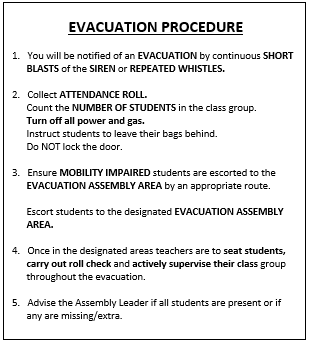 EVACUATION PROCEDURE
1. You will be notified of an EVACUATION by continuous SHORT
BLASTS of the SIREN or REPEATED WHISTLES.
2. Collect ATTENDANCE ROLL.
Count the NUMBER OF STUDENTS in the class group.
Turn off all power and gas.
Instruct students to leave their bags behind.
Do NOT lock the door.
3. Ensure MOBILITY IMPAIRED students are escorted to the
EVACUATION ASSEMBLY AREA by an appropriate route.
Escort students to the designated EVACUATION ASSEMBLY
AREA.
4. Once in the designated areas teachers are to seat students,
carry out roll check and actively supervise their class group
throughout the evacuation.
5. Advise the Assembly Leader if all students are present or if
any are missing/extra.